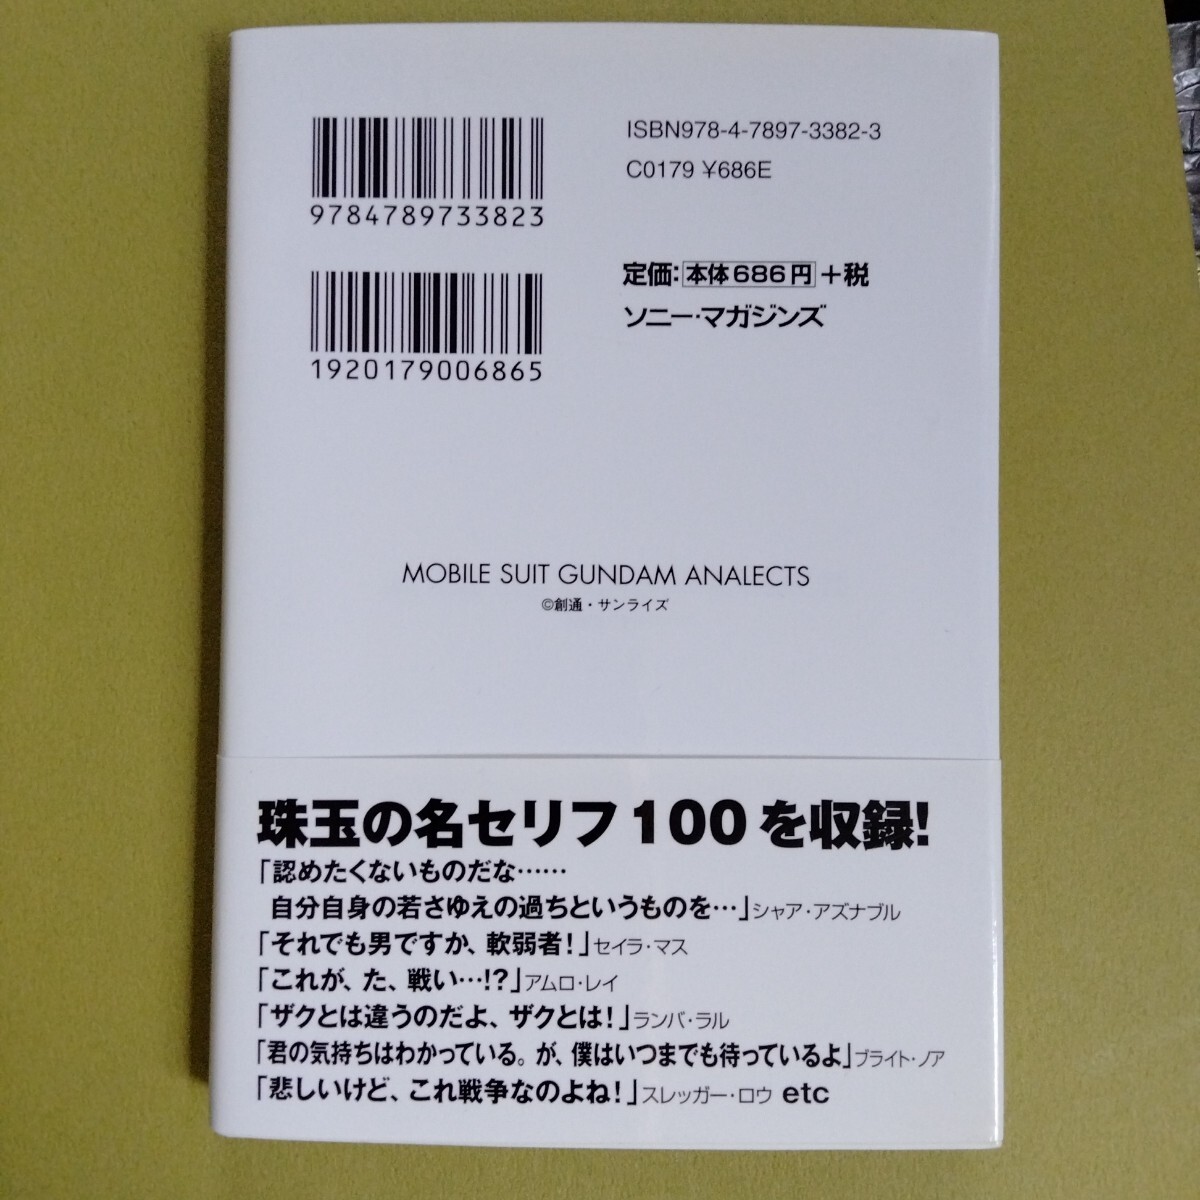 ISBN978-4-7897-3382-3
C0179 ¥686E
9784789733823
定価：本体686円＋税
ソニー・マガジンズ
1920179006865
MOBILE SUIT GUNDAM ANALECTS
©創通・サンライズ
珠玉の名セリフ100を収録!
「認めたくないものだな……
自分自身の若さゆえの過ちというものを…」シャア・アズナブル
「それでも男ですか、軟弱者!」セイラ・マス
「これが、た、戦い…!?」アムロ・レイ
「ザクとは違うのだよ、ザクとは!」ランバ・ラル
「君の気持ちはわかっている。が、僕はいつまでも待っているよ」ブライト・ノア
「悲しいけど、これ戦争なのよね!」スレッガー・ロウ etc